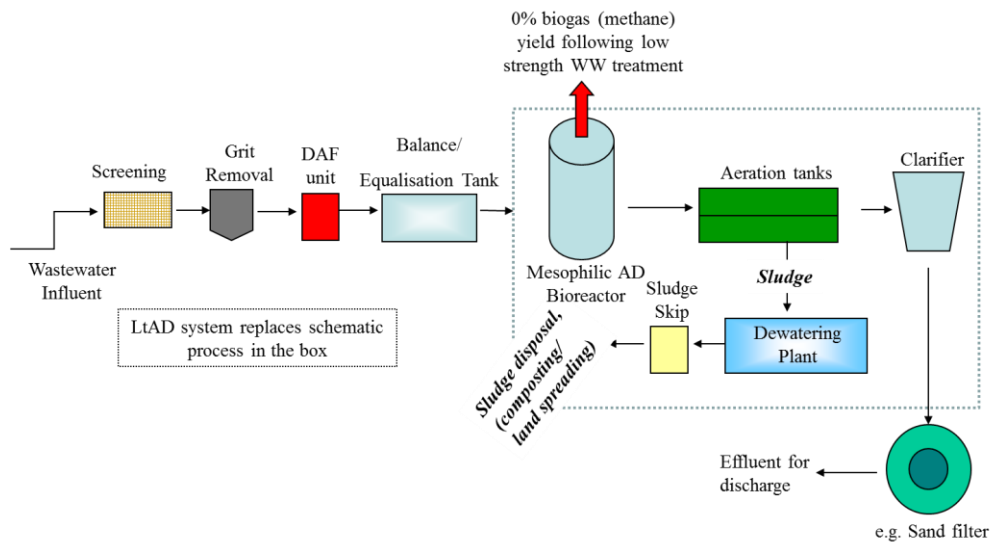 0% biogas (methane)
yield following low
strength WW treatment
Screening
Grit
Removal
DAF
unit
Balance/
Equalisation Tank
Aeration tanks
Clarifier
Wastewater
Influent
Mesophilic AD
Bioreactor
Sludge
Sludge
Skip
Dewatering
Plant
LtAD system replaces schematic
process in the box
Sludge disposal,
(composting/
land spreading)
Effluent for
discharge
e.g. Sand filter